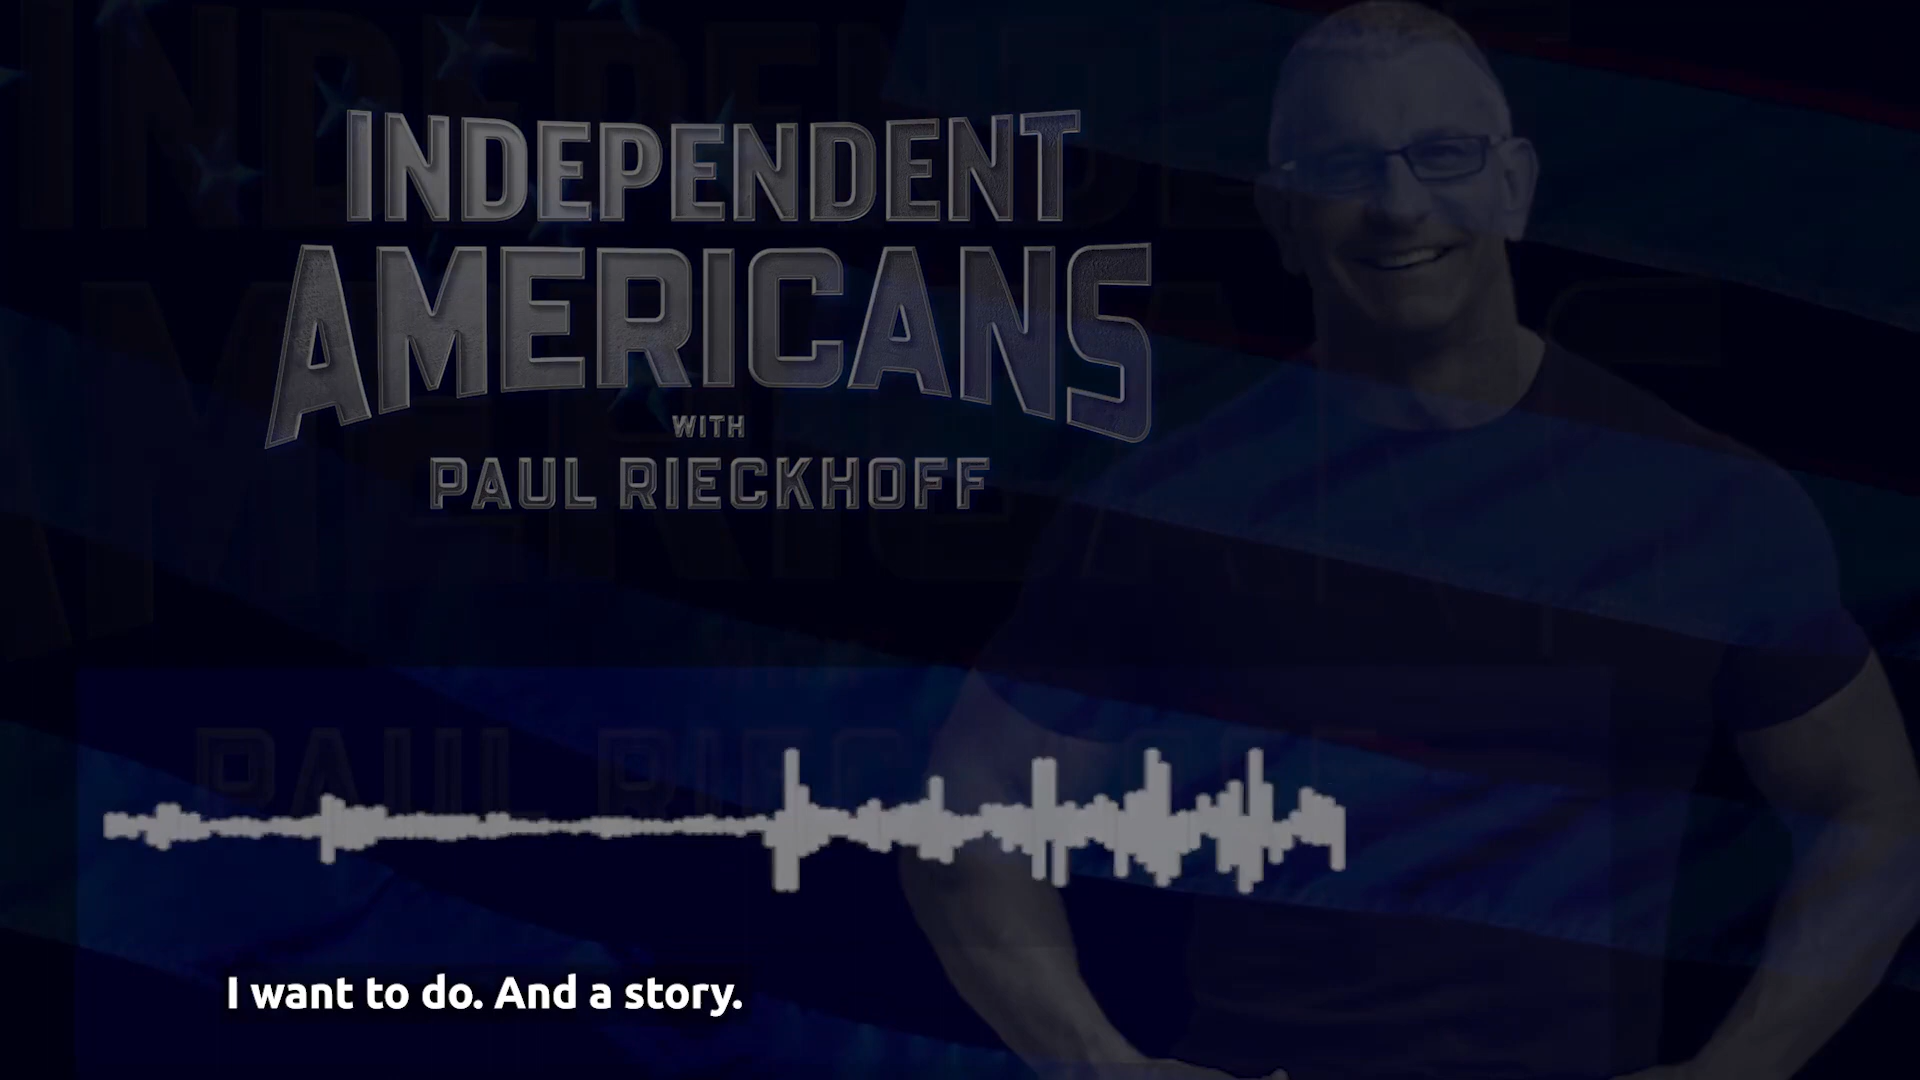 INDEPENDENT
AMERICANS
WITH
PAUL RIECKHOFF
I want to do. And a story.